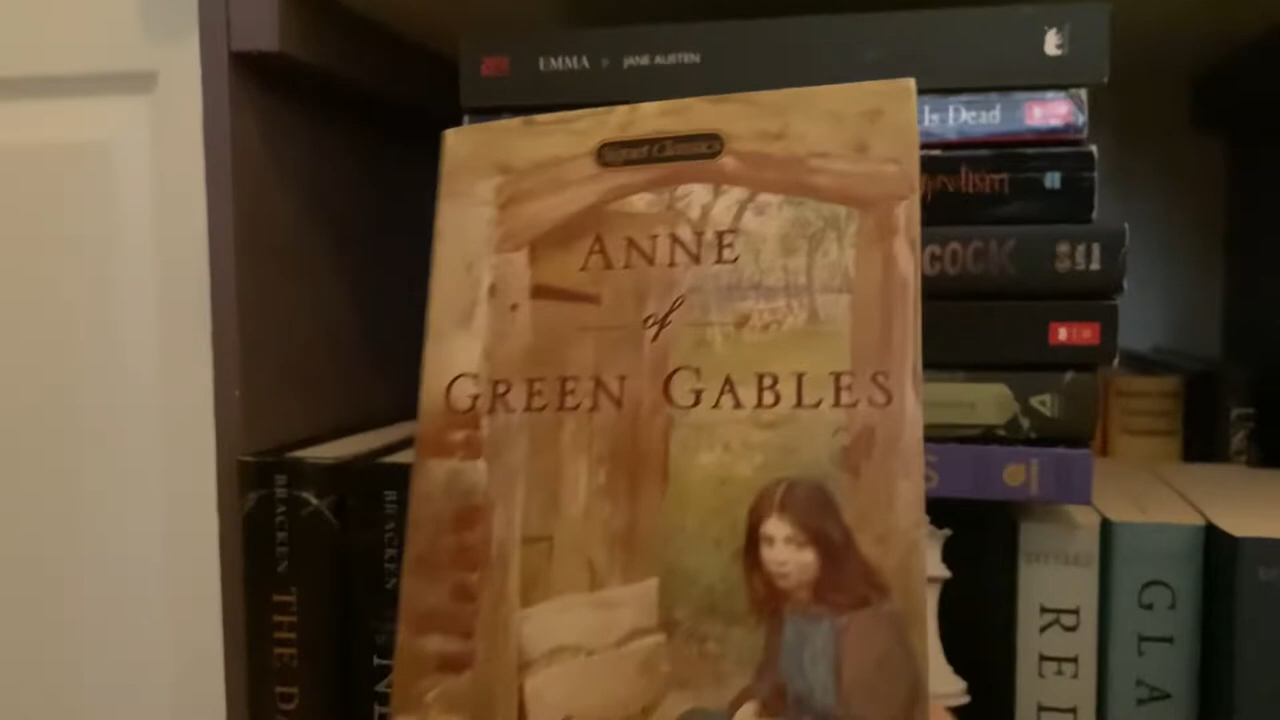 EMMA JANE AUSTEN
Is Dead
Signet Classics
ANNE
of
GREEN GABLES
COCK
BRACKEN THE DA
BRACKEN
RE
GLA